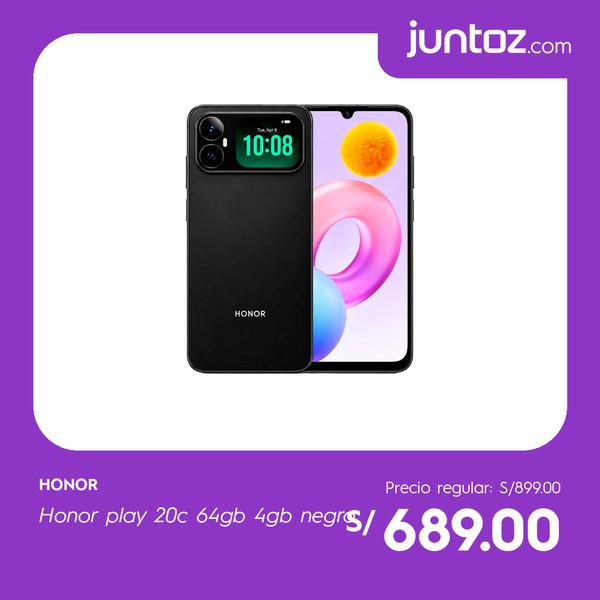 juntoz.com
Tue, Apr 8
10:08
HONOR
HONOR
Precio regular: S/899.00
Honor play 20c 64gb 4gb negro
S/ 689.00